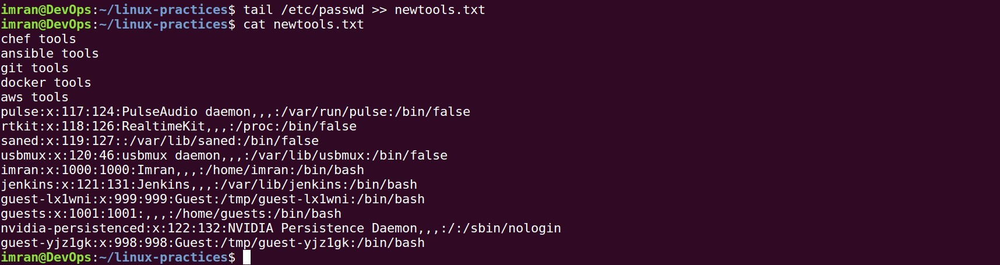 imran@DevOps:~/linux-practices$ tail /etc/passwd >> newtools.txt
imran@DevOps:~/linux-practices$ cat newtools.txt
chef tools
ansible tools
git tools
docker tools
aws tools
pulse:x:117:124:PulseAudio daemon,,,:/var/run/pulse:/bin/false
rtkit:x:118:126:RealtimeKit,,,:/proc:/bin/false
saned:x:119:127::/var/lib/saned:/bin/false
usbmux:x:120:46:usbmux daemon,,,:/var/lib/usbmux:/bin/false
imran:x:1000:1000:Imran,,,:/home/imran:/bin/bash
jenkins:x:121:131:Jenkins,,,:/var/lib/jenkins:/bin/bash
guest-lx1wni:x:999:999:Guest:/tmp/guest-lx1wni:/bin/bash
guests:x:1001:1001:,,,:/home/guests:/bin/bash
nvidia-persistenced:x:122:132:NVIDIA Persistence Daemon,,,:/:/sbin/nologin
guest-yjz1gk:x:998:998:Guest:/tmp/guest-yjz1gk:/bin/bash
imran@DevOps:~/linux-practices$